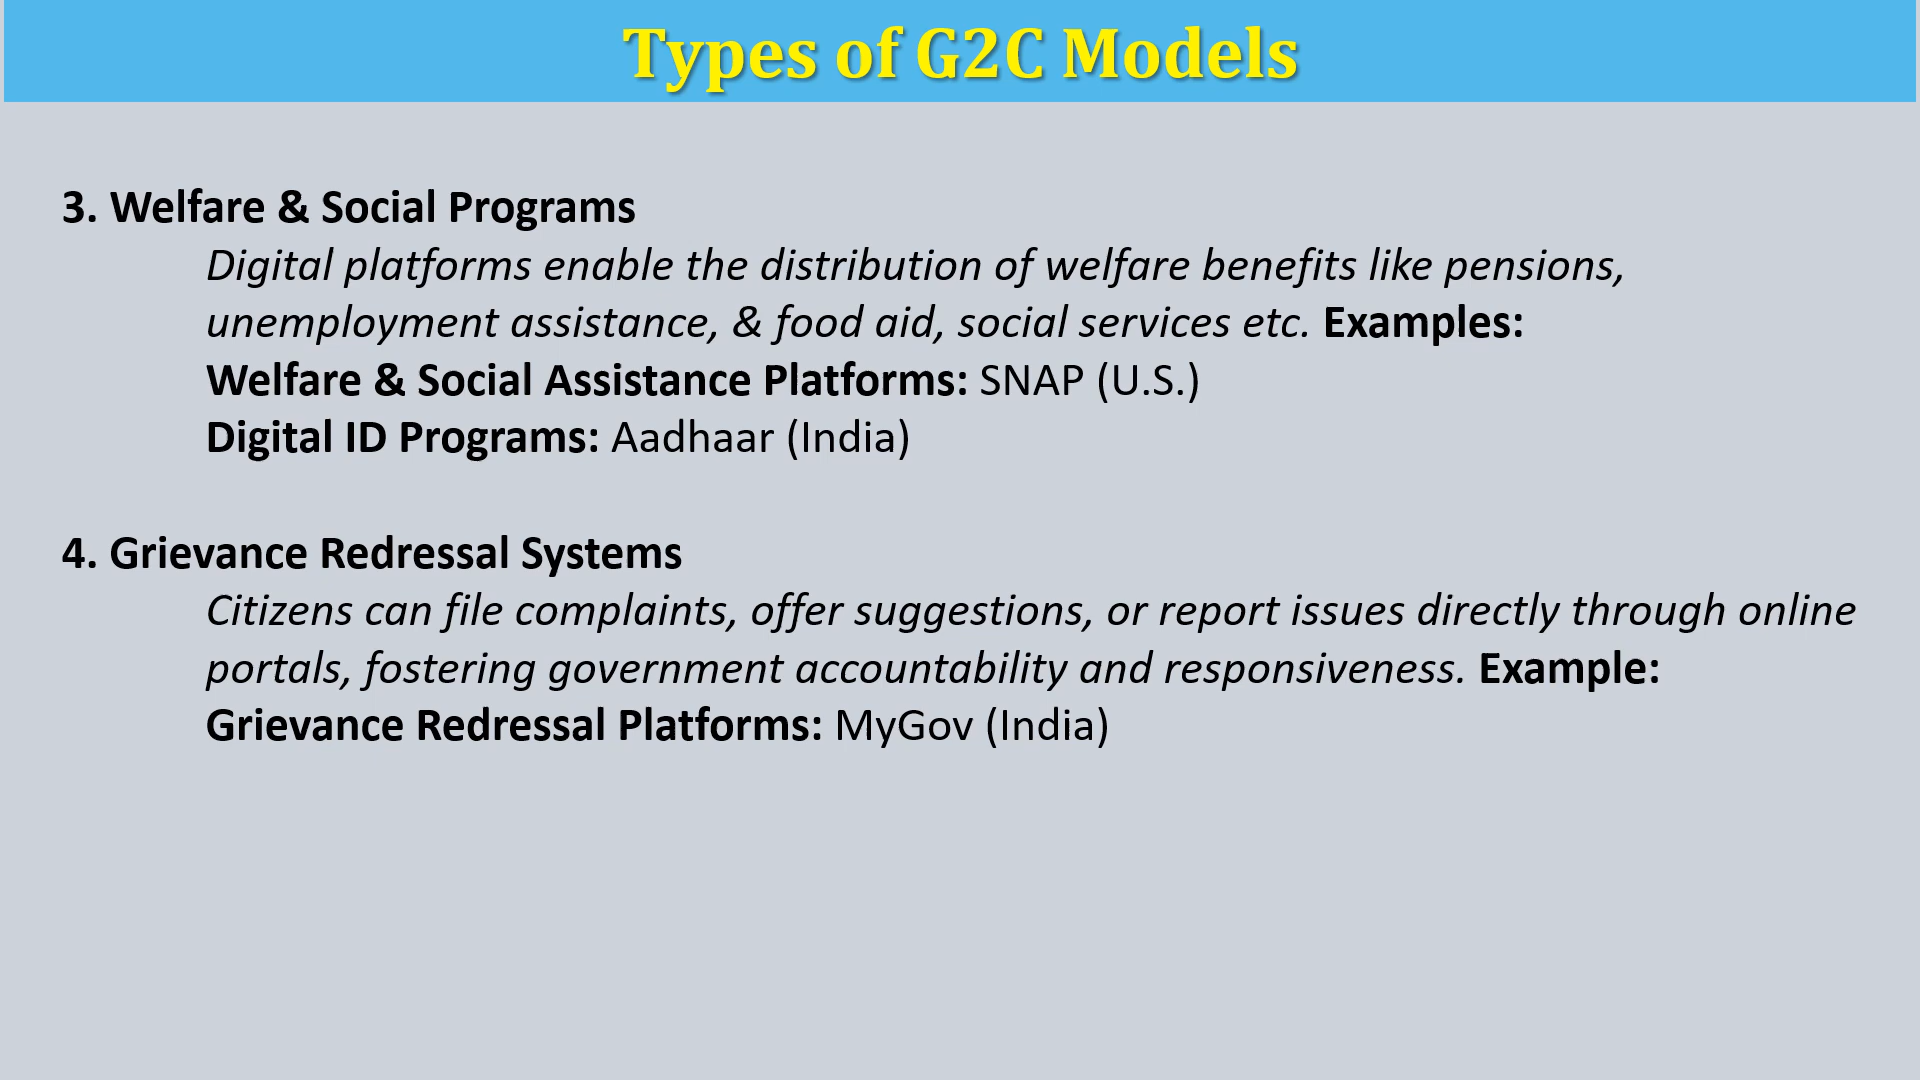 Types of G2C Models
3. Welfare & Social Programs
Digital platforms enable the distribution of welfare benefits like pensions,
unemployment assistance, & food aid, social services etc. Examples:
Welfare & Social Assistance Platforms: SNAP (U.S.)
Digital ID Programs: Aadhaar (India)
4. Grievance Redressal Systems
Citizens can file complaints, offer suggestions, or report issues directly through online
portals, fostering government accountability and responsiveness. Example:
Grievance Redressal Platforms: MyGov (India)